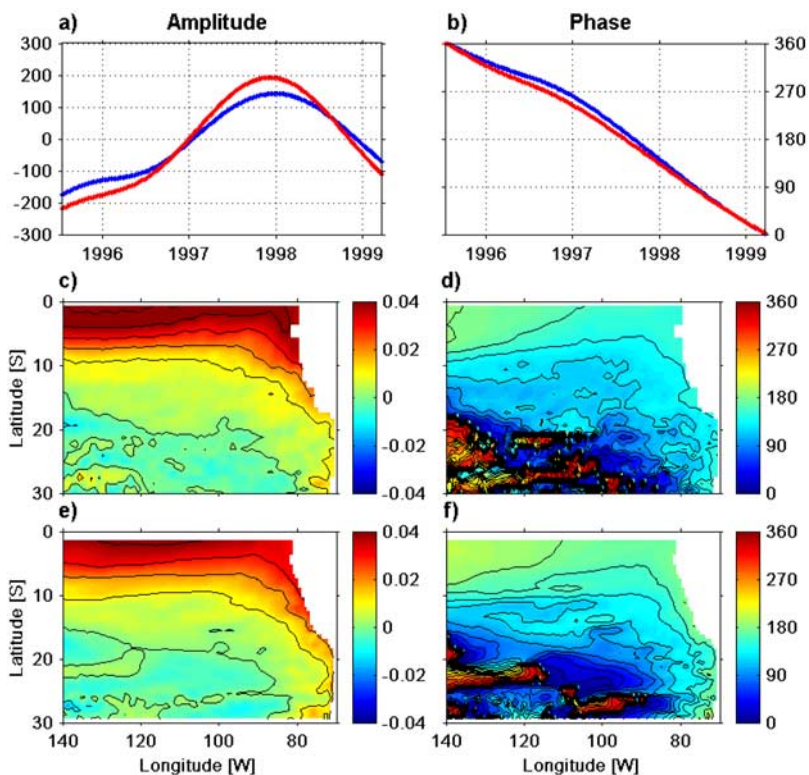 a) Amplitude b) Phase
300 360
200
270
100
0 180
-100
90
-200
-300 0
1996 1997 1998 1999 1996 1997 1998 1999
c) d)
0 0.04 360
10 0.02 270
Latitude [S] 0 180
20 -0.02 90
30 -0.04 0
e) f)
0 0.04 360
10 0.02 270
Latitude [S] 0 180
20 -0.02 90
30 -0.04 0
140 120 100 80 140 120 100 80
Longitude [W] Longitude [W]